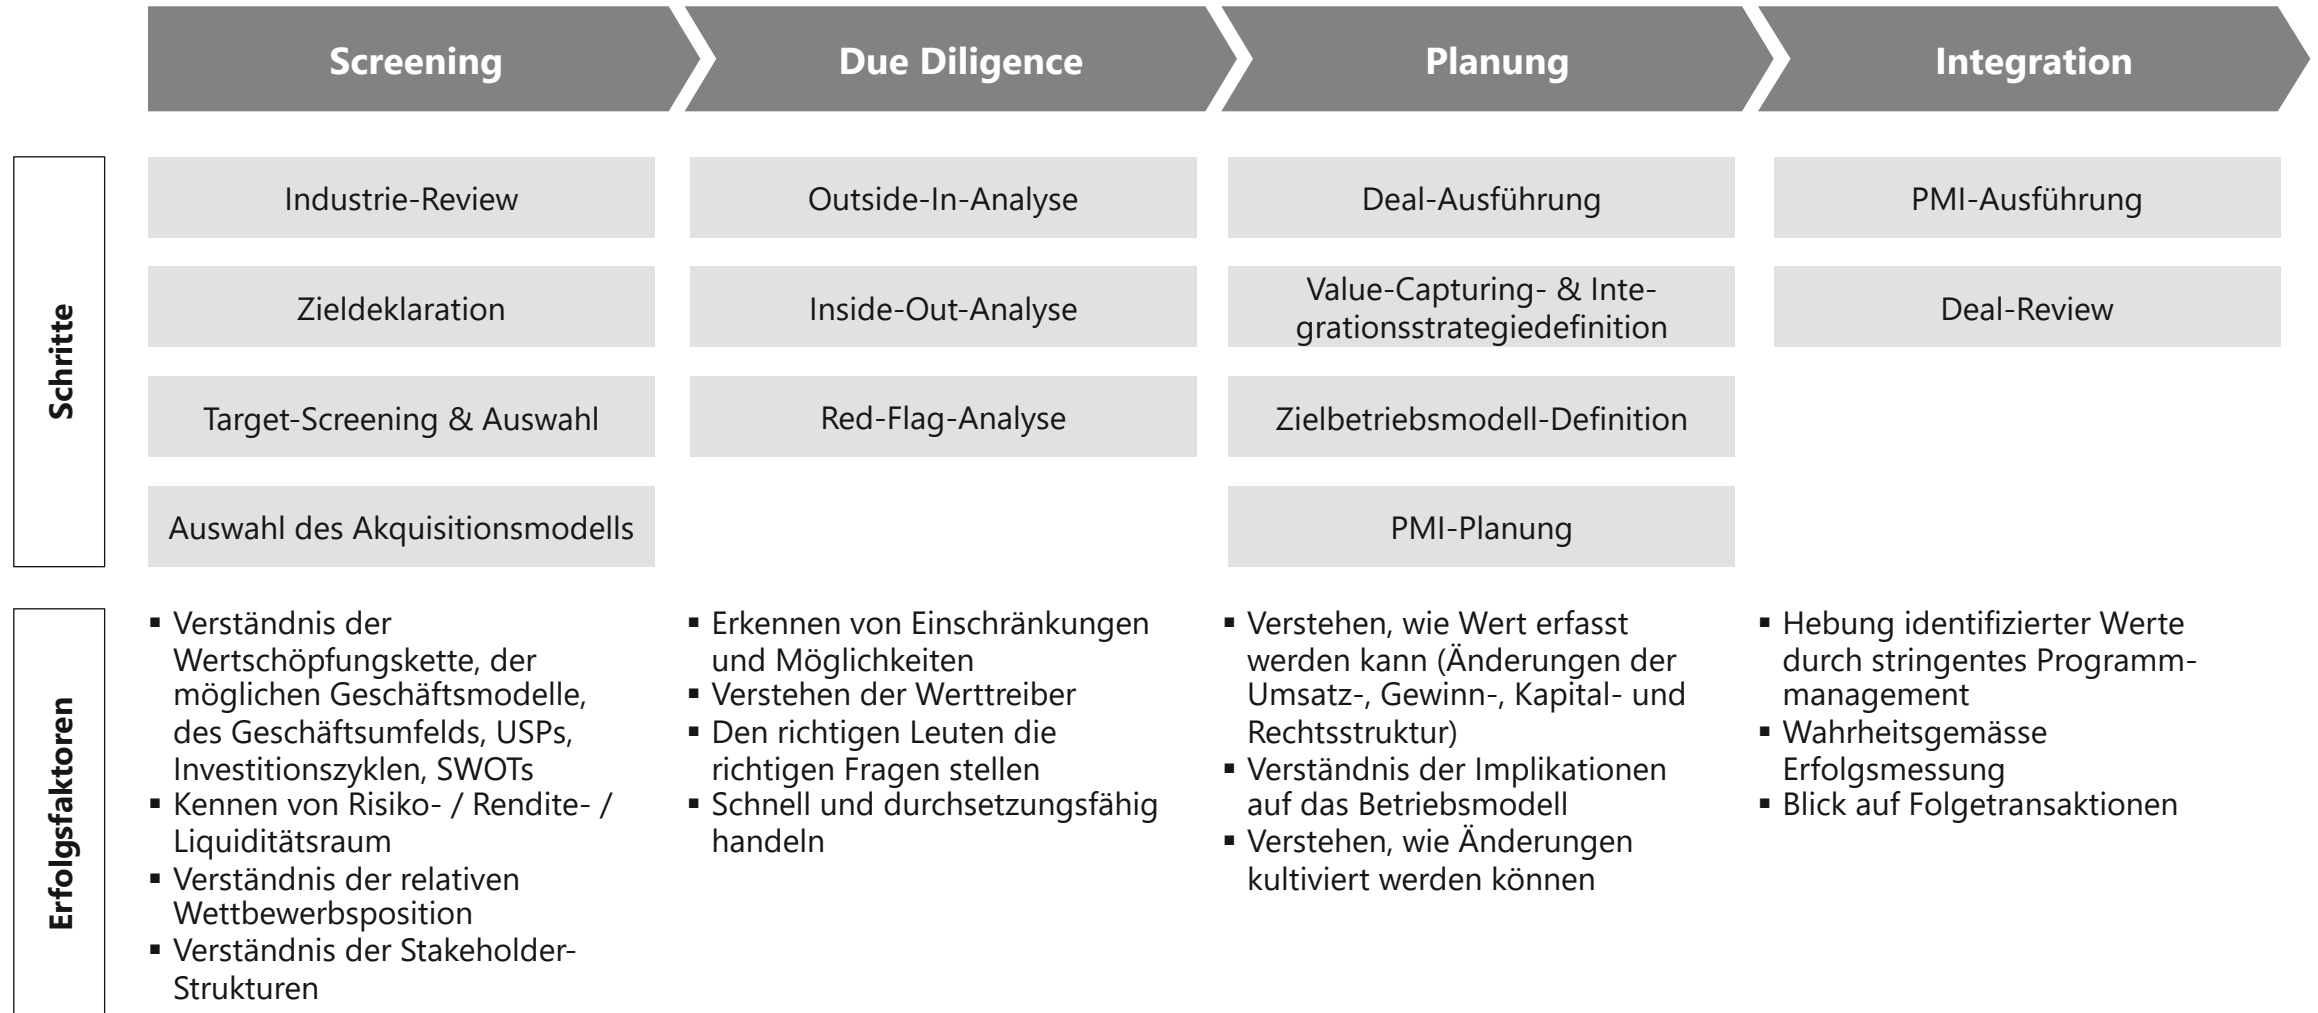 Screening
Due Diligence
Planung
Integration
Schritte
Industrie-Review
Zieldeklaration
Target-Screening & Auswahl
Auswahl des Akquisitionsmodells
Outside-In-Analyse
Inside-Out-Analyse
Red-Flag-Analyse
Deal-Ausführung
Value-Capturing- & Inte-
grationsstrategiedefinition
Zielbetriebsmodell-Definition
PMI-Planung
PMI-Ausführung
Deal-Review
Erfolgsfaktoren
▪ Verständnis der
Wertschöpfungskette, der
möglichen Geschäftsmodelle,
des Geschäftsumfelds, USPs,
Investitionszyklen, SWOTs
▪ Kennen von Risiko- / Rendite- /
Liquiditätsraum
▪ Verständnis der relativen
Wettbewerbsposition
▪ Verständnis der Stakeholder-
Strukturen
▪ Erkennen von Einschränkungen
und Möglichkeiten
▪ Verstehen der Werttreiber
▪ Den richtigen Leuten die
richtigen Fragen stellen
▪ Schnell und durchsetzungsfähig
handeln
▪ Verstehen, wie Wert erfasst
werden kann (Änderungen der
Umsatz-, Gewinn-, Kapital- und
Rechtsstruktur)
▪ Verständnis der Implikationen
auf das Betriebsmodell
▪ Verstehen, wie Änderungen
kultiviert werden können
▪ Hebung identifizierter Werte
durch stringentes Programm-
management
▪ Wahrheitsgemässe
Erfolgsmessung
▪ Blick auf Folgetransaktionen